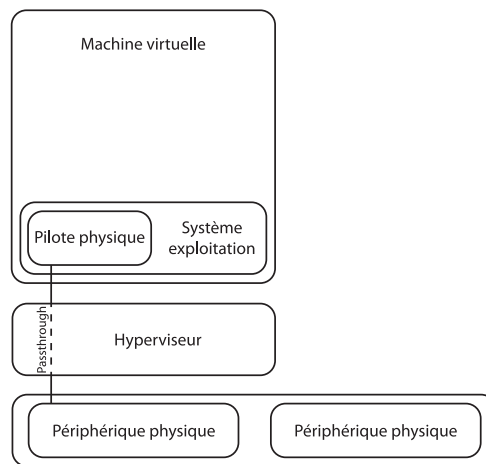 Machine virtuelle
Pilote physique
Système
exploitation
Passthrough
Hyperviseur
Périphérique physique
Périphérique physique